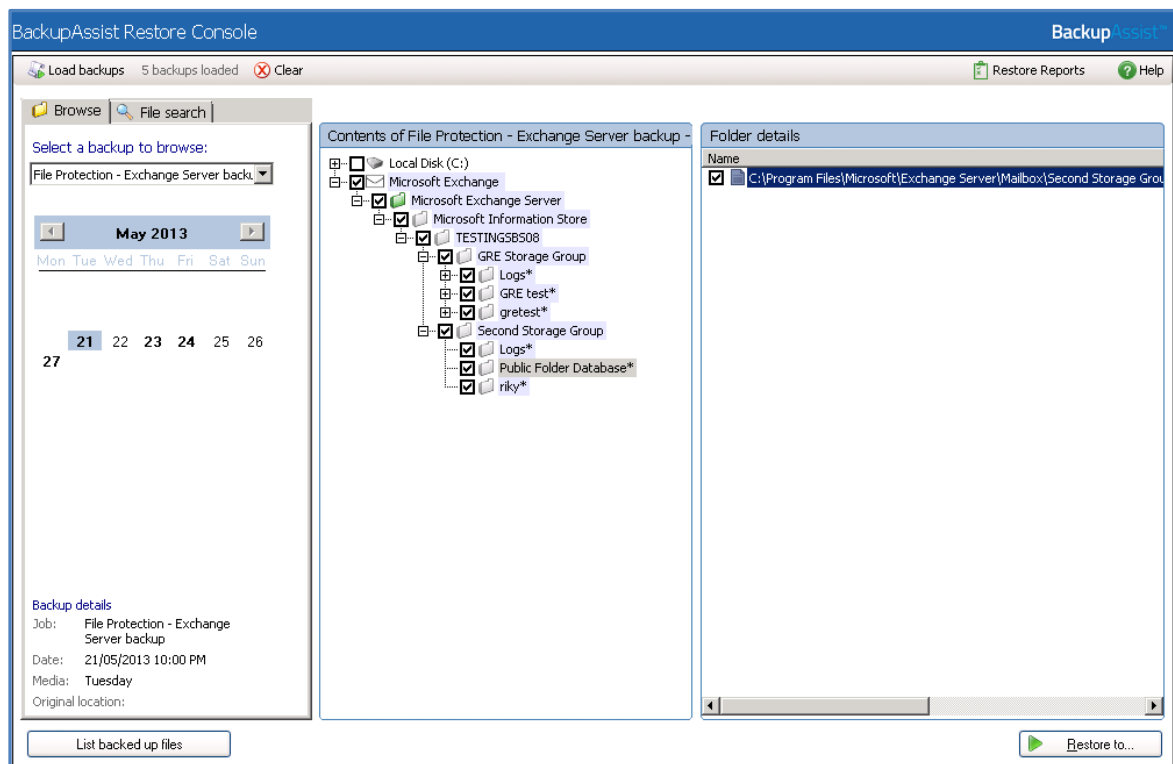 BackupAssist Restore Console
BackupAssist™
Load backups 5 backups loaded Clear Restore Reports Help
Browse File search
Select a backup to browse:
File Protection - Exchange Server backu
May 2013
Mon Tue Wed Thu Fri Sat Sun
21 22 23 24 25 26
27
Backup details
Job: File Protection - Exchange
Server backup
Date: 21/05/2013 10:00 PM
Media: Tuesday
Original location:
List backed up files
Contents of File Protection - Exchange Server backup -
Local Disk (C:)
Microsoft Exchange
Microsoft Exchange Server
Microsoft Information Store
TESTINGSBS08
GRE Storage Group
Logs*
GRE test*
gretest*
Second Storage Group
Logs*
Public Folder Database*
riky*
Folder details
Name
C:\Program Files\Microsoft\Exchange Server\Mailbox\Second Storage Grou
Restore to...